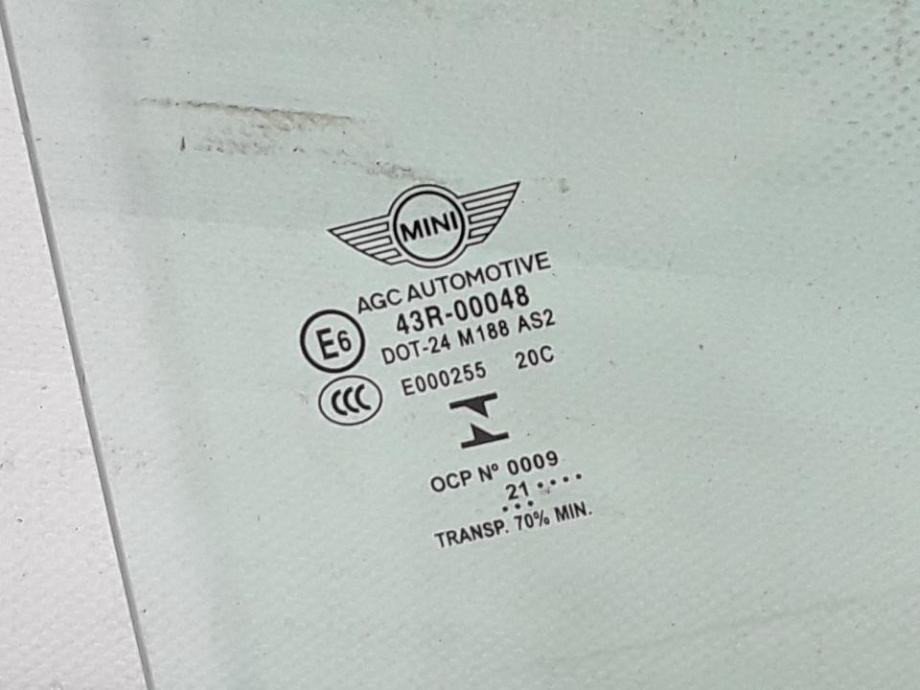 MINI
AGC AUTOMOTIVE
43R-00048
E6
DOT-24 M188 AS2
CCC
E000255 20C
OCP Nº 0009
21 ....
...
TRANSP. 70% MIN.